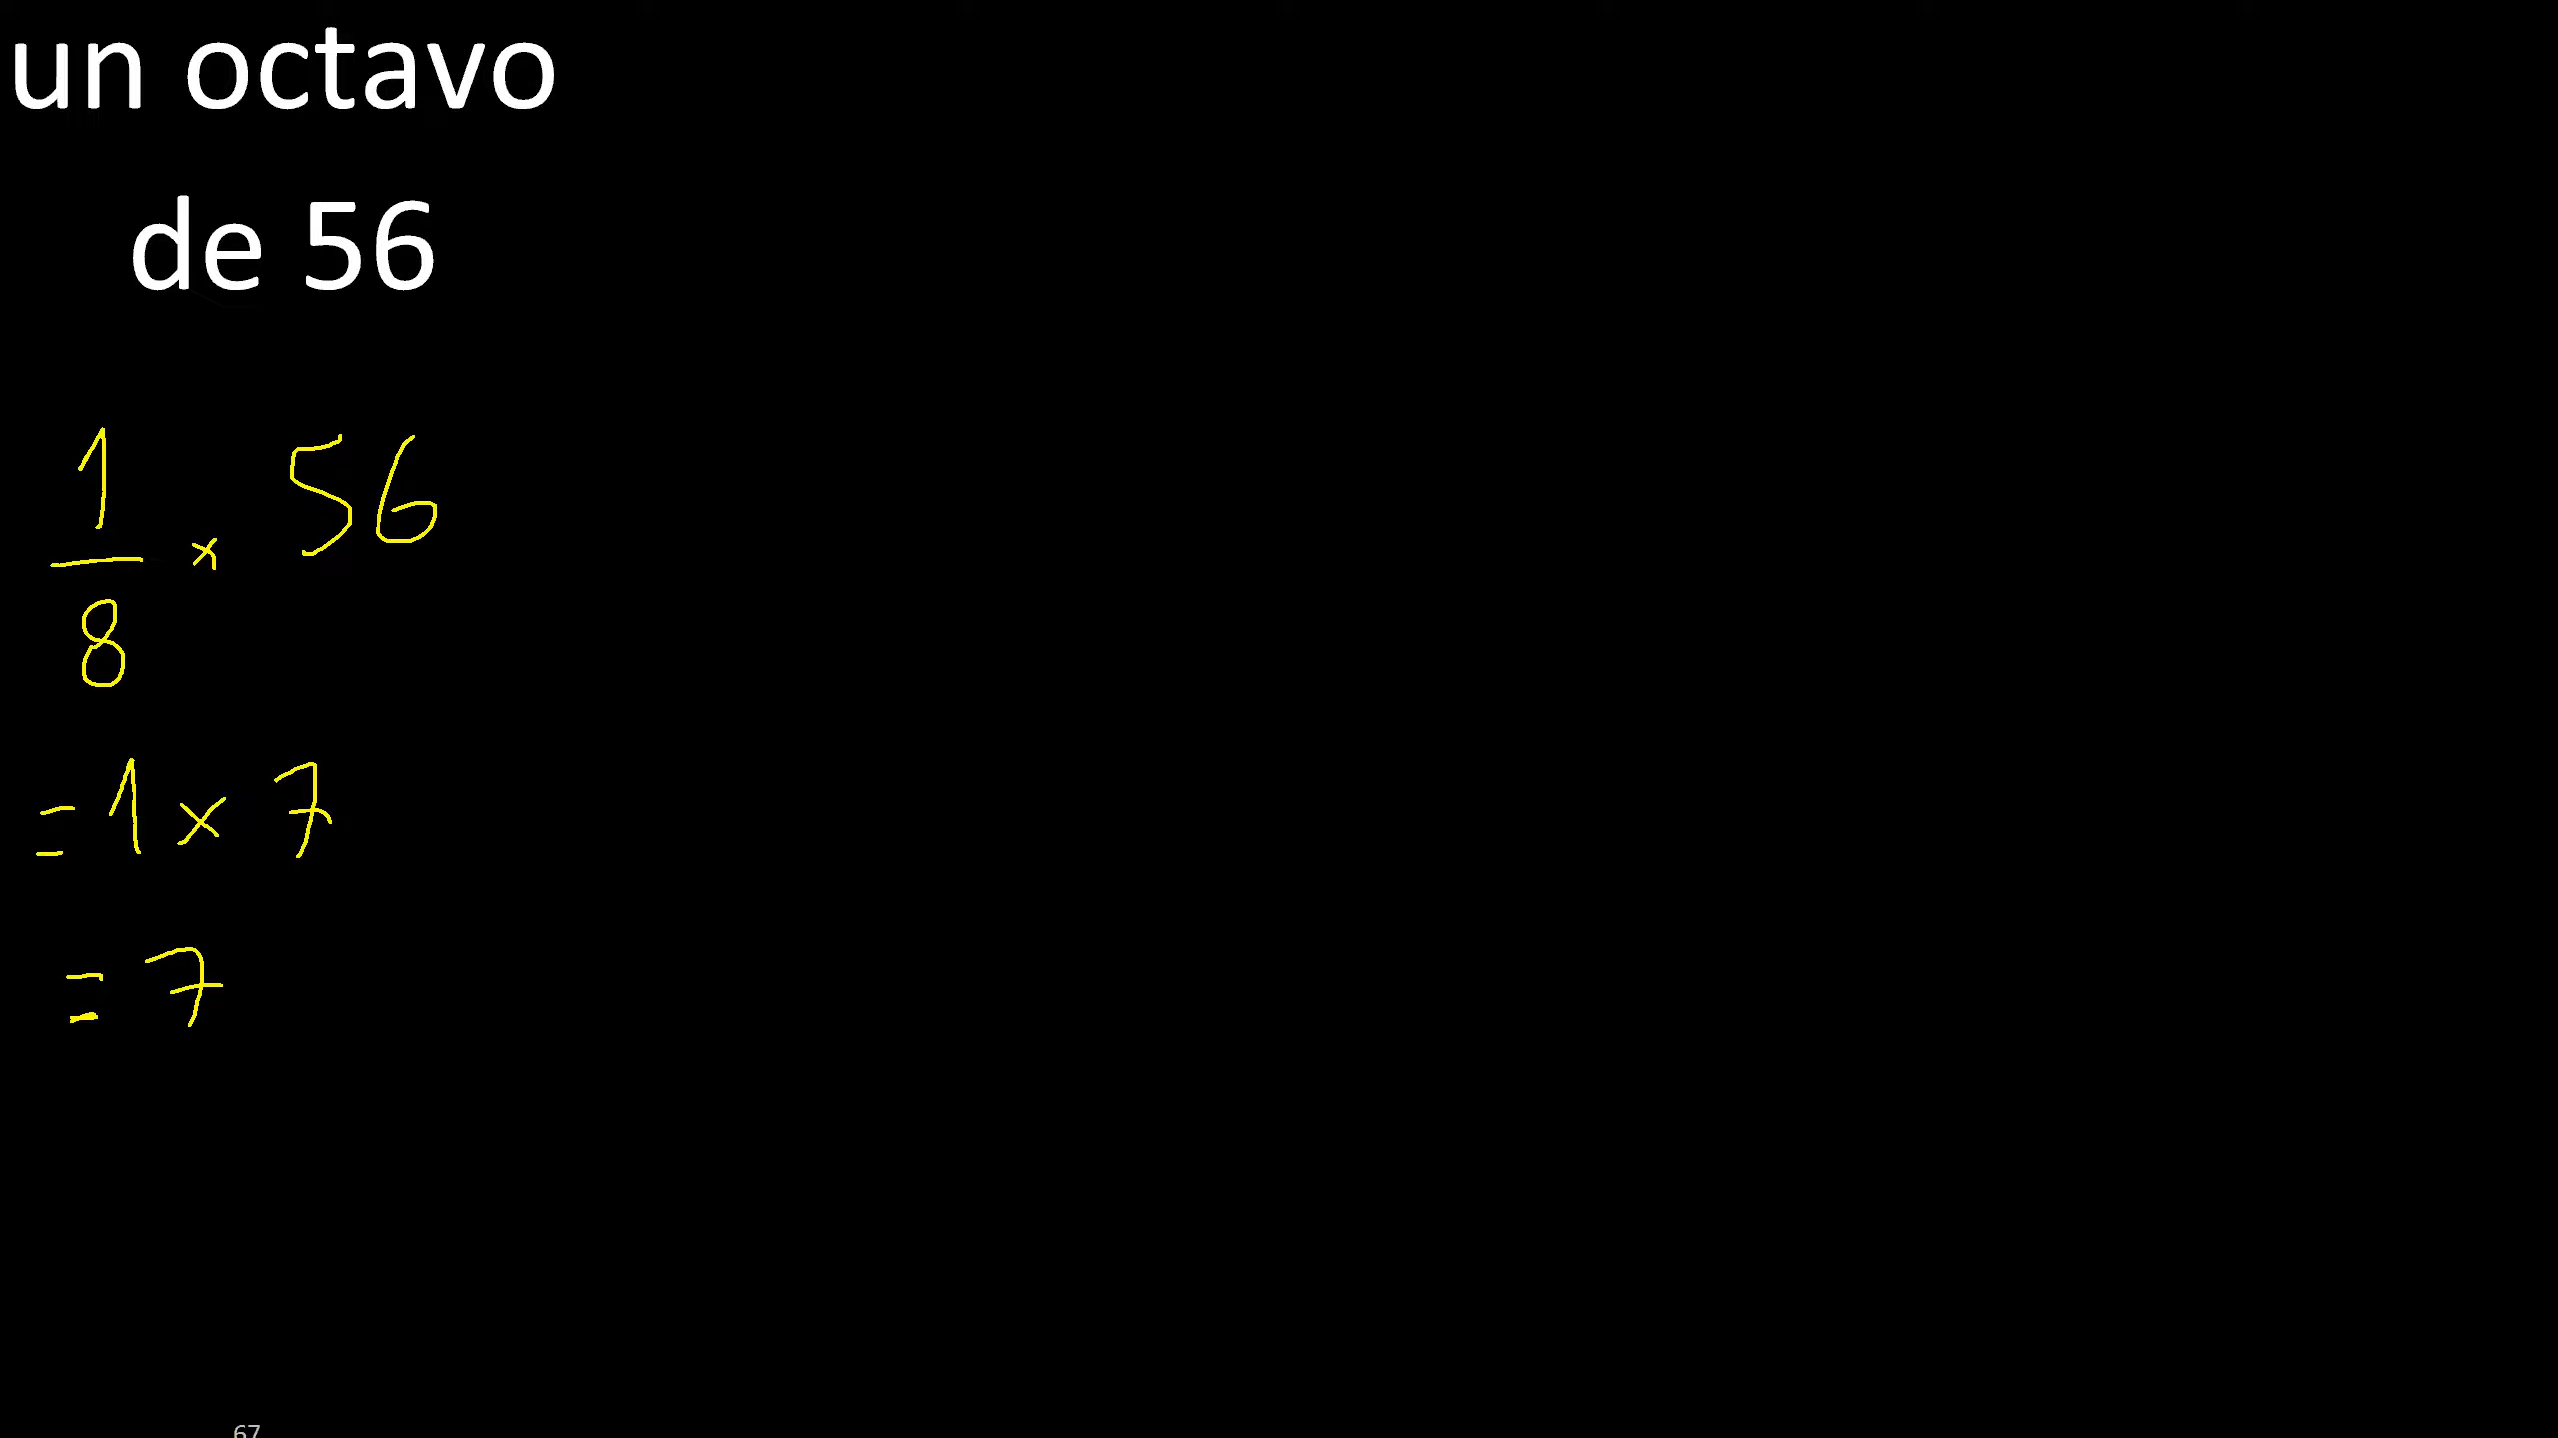 un octavo
de 56
1/8 × 56
= 1 × 7
= 7
67